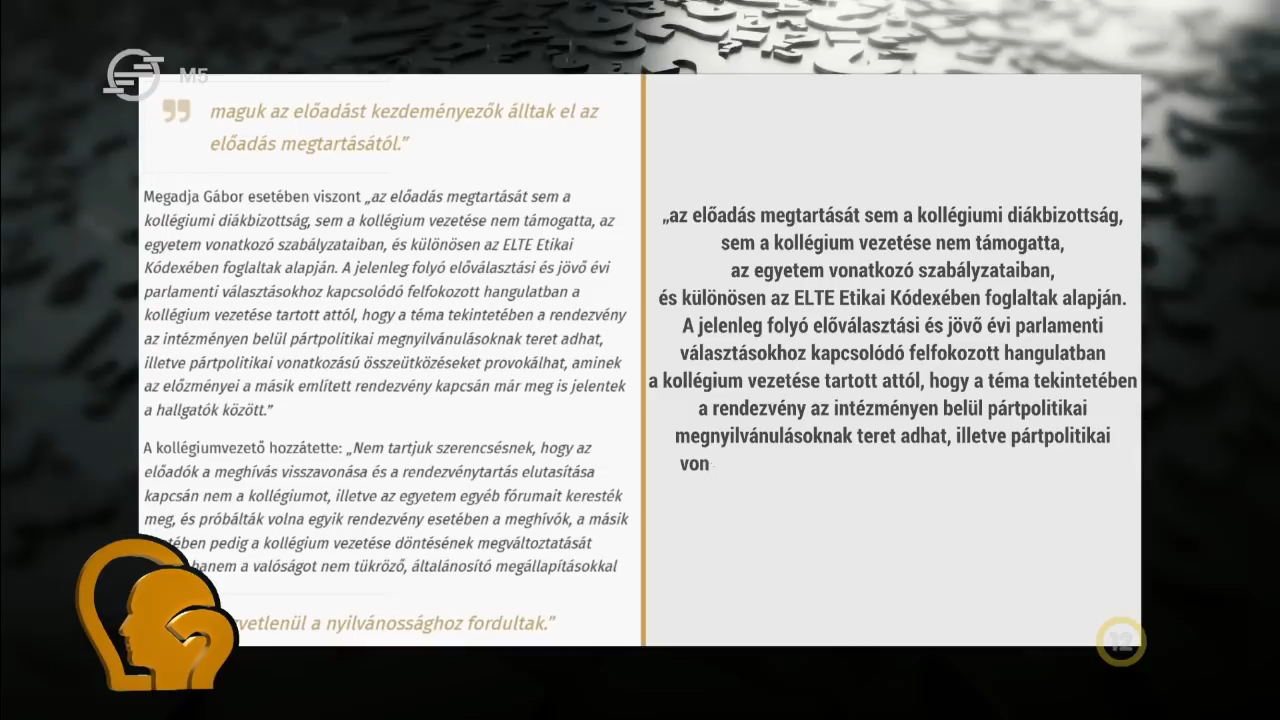 M5
maguk az előadást kezdeményezők álltak el az
előadás megtartásától.”
Megadja Gábor esetében viszont „az előadás megtartását sem a
kollégiumi diákbizottság, sem a kollégium vezetése nem támogatta, az
egyetem vonatkozó szabályzataiban, és különösen az ELTE Etikai
Kódexében foglaltak alapján. A jelenleg folyó előválasztási és jövő évi
parlamenti választásokhoz kapcsolódó felfokozott hangulatban a
kollégium vezetése tartott attól, hogy a téma tekintetében a rendezvény
az intézményen belül pártpolitikai megnyilvánulásoknak teret adhat,
illetve pártpolitikai vonatkozású összeütközéseket provokálhat, aminek
az előzményei a másik említett rendezvény kapcsán már meg is jelentek
a hallgatók között.”
A kollégiumvezető hozzátette: „Nem tartjuk szerencsésnek, hogy az
előadók a meghívás visszavonása és a rendezvénytartás elutasítása
kapcsán nem a kollégiumot, illetve az egyetem egyéb fórumait keresték
meg, és próbálták volna egyik rendezvény esetében a meghívók, a másik
pedig a kollégium vezetése döntésének megváltoztatását
a valóságot nem tükröző, általánosító megállapításokkal
a nyilvánossághoz fordultak.”
„az előadás megtartását sem a kollégiumi diákbizottság,
sem a kollégium vezetése nem támogatta,
az egyetem vonatkozó szabályzataiban,
és különösen az ELTE Etikai Kódexében foglaltak alapján.
A jelenleg folyó előválasztási és jövő évi parlamenti
választásokhoz kapcsolódó felfokozott hangulatban
a kollégium vezetése tartott attól, hogy a téma tekintetében
a rendezvény az intézményen belül pártpolitikai
megnyilvánulásoknak teret adhat, illetve pártpolitikai
von
12